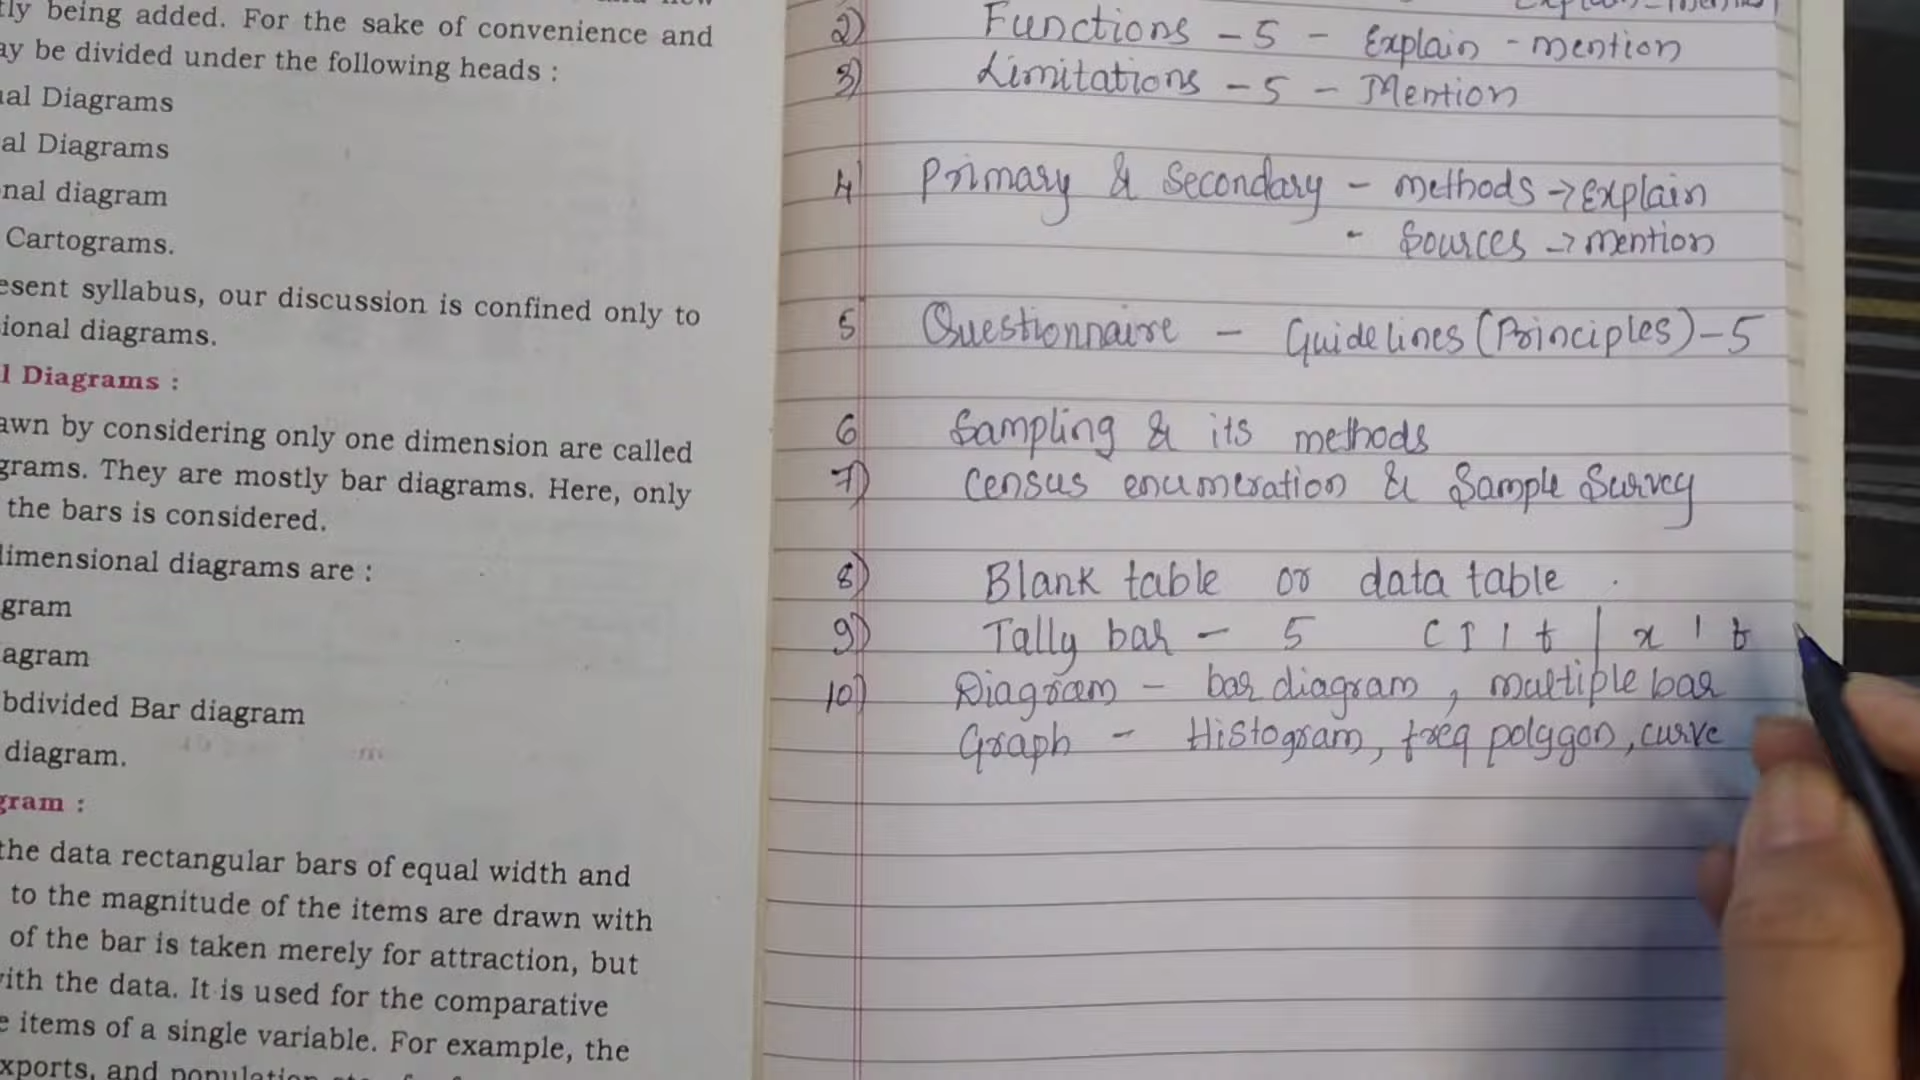 tly being added. For the sake of convenience and
ay be divided under the following heads :
al Diagrams
al Diagrams
nal diagram
Cartograms.
esent syllabus, our discussion is confined only to
ional diagrams.
l Diagrams :
awn by considering only one dimension are called
grams. They are mostly bar diagrams. Here, only
the bars is considered.
limensional diagrams are :
gram
agram
bdivided Bar diagram
diagram.
gram :
the data rectangular bars of equal width and
to the magnitude of the items are drawn with
of the bar is taken merely for attraction, but
with the data. It is used for the comparative
e items of a single variable. For example, the
xports, and population
2) Functions - 5 - Explain - mention
3) Limitations - 5 - Mention
4) Primary & Secondary - methods → explain
- Sources → mention
5 Questionnaire - Guidelines (Principles) - 5
6 Sampling & its methods
7) Census enumeration & Sample Survey
8) Blank table or data table .
9) Tally bar - 5 C I | f | x | f
10) Diagram - bar diagram, multiple bar
Graph - Histogram, freq polygon, curve